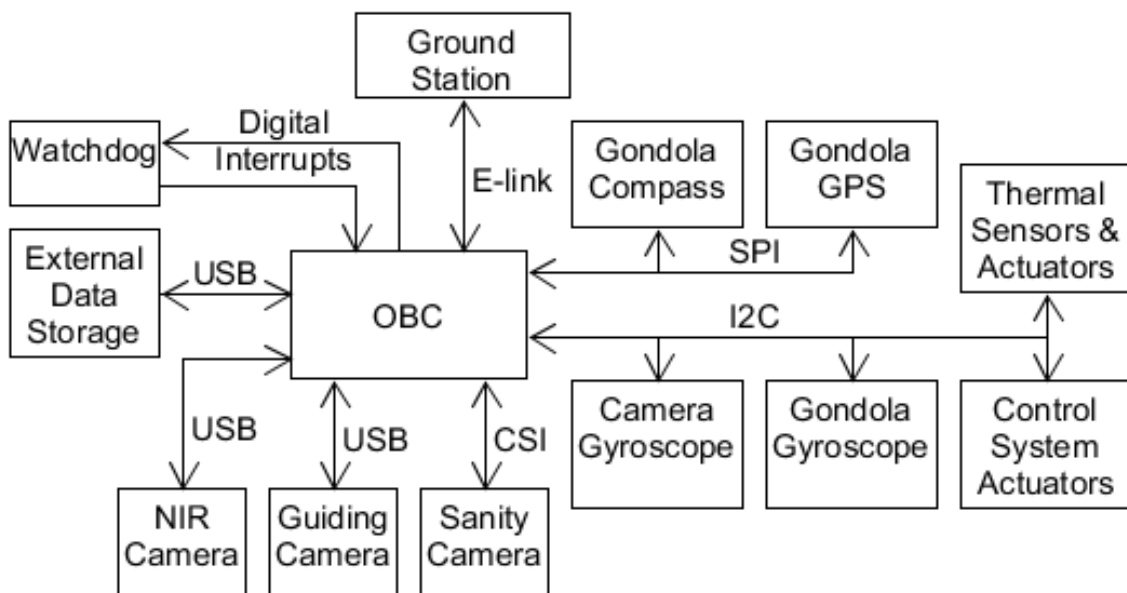 Ground
Station
Watchdog
Digital
Interrupts
E-link
Gondola
Compass
Gondola
GPS
Thermal
Sensors &
Actuators
External
Data
Storage
USB
OBC
SPI
I2C
USB
USB
CSI
Camera
Gyroscope
Gondola
Gyroscope
Control
System
Actuators
NIR
Camera
Guiding
Camera
Sanity
Camera